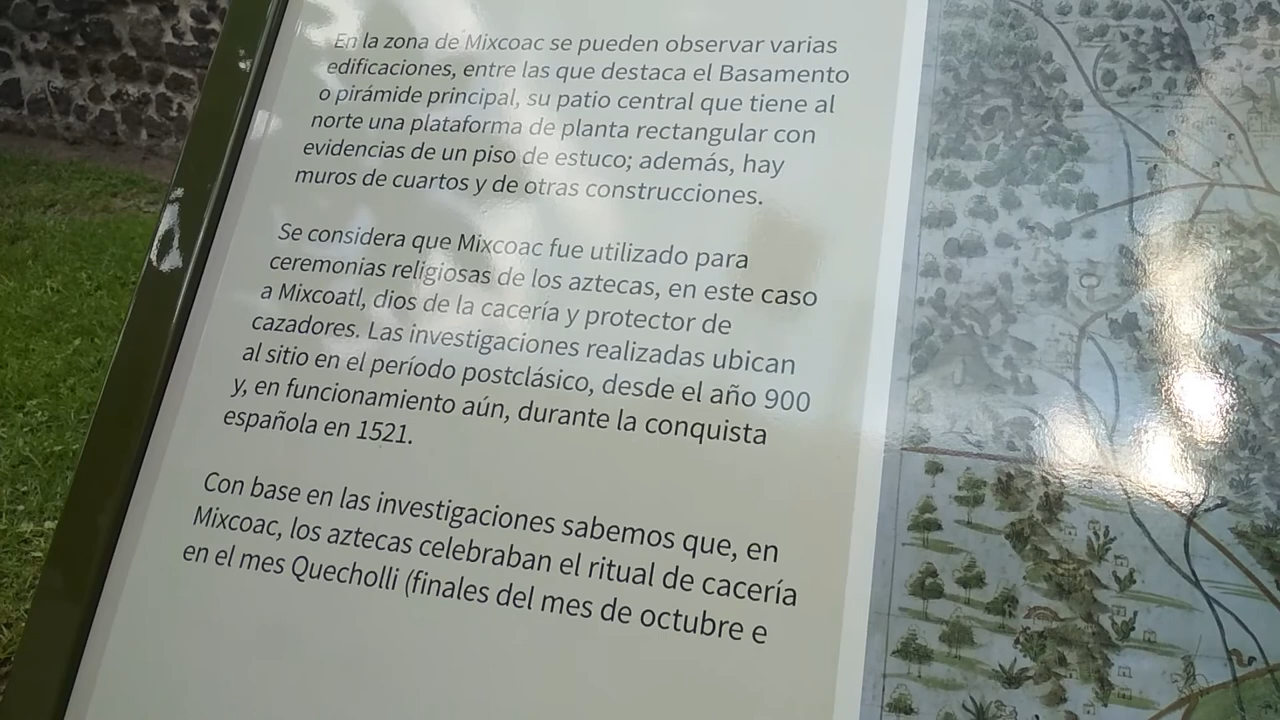 En la zona de Mixcoac se pueden observar varias
edificaciones, entre las que destaca el Basamento
o pirámide principal, su patio central que tiene al
norte una plataforma de planta rectangular con
evidencias de un piso de estuco; además, hay
muros de cuartos y de otras construcciones.
Se considera que Mixcoac fue utilizado para
ceremonias religiosas de los aztecas, en este caso
a Mixcoatl, dios de la cacería y protector de
cazadores. Las investigaciones realizadas ubican
al sitio en el período postclásico, desde el año 900
y, en funcionamiento aún, durante la conquista
española en 1521.
Con base en las investigaciones sabemos que, en
Mixcoac, los aztecas celebraban el ritual de cacería
en el mes Quecholli (finales del mes de octubre e